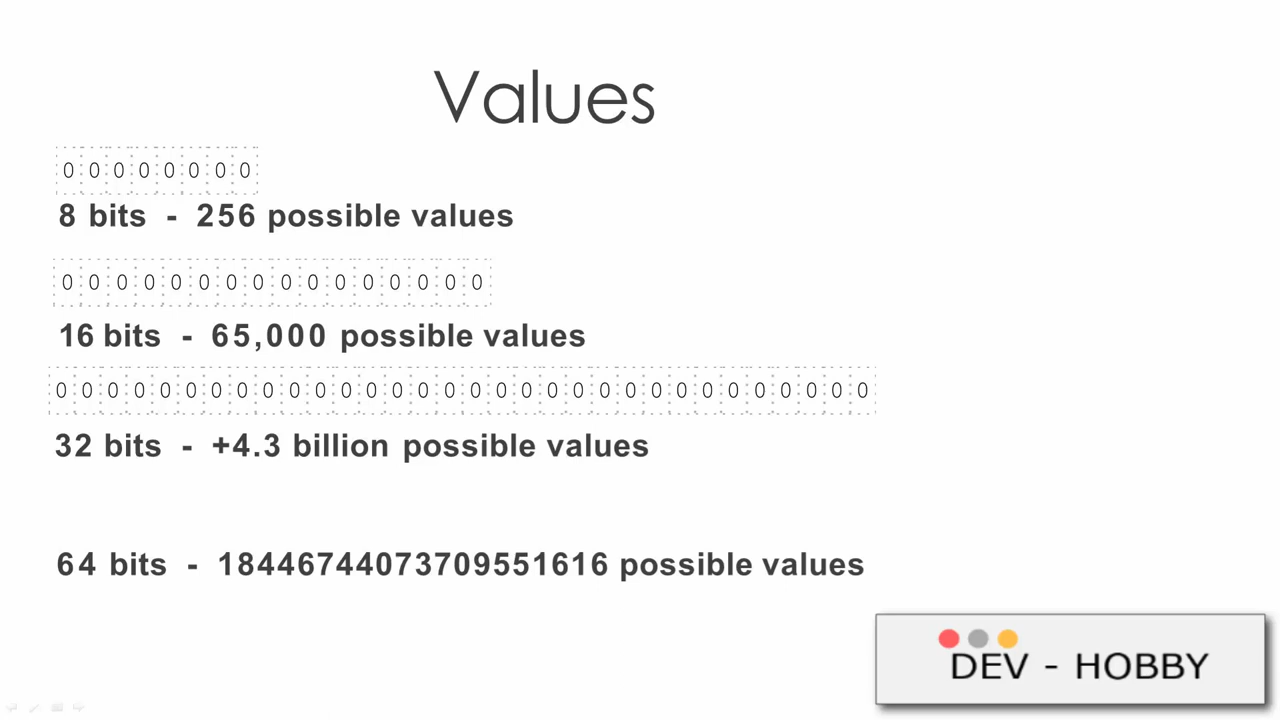 Values
0 0 0 0 0 0 0 0
8 bits - 256 possible values
0 0 0 0 0 0 0 0 0 0 0 0 0 0 0 0
16 bits - 65,000 possible values
0 0 0 0 0 0 0 0 0 0 0 0 0 0 0 0 0 0 0 0 0 0 0 0 0 0 0 0 0 0 0 0
32 bits - +4.3 billion possible values
64 bits - 18446744073709551616 possible values
DEV - HOBBY